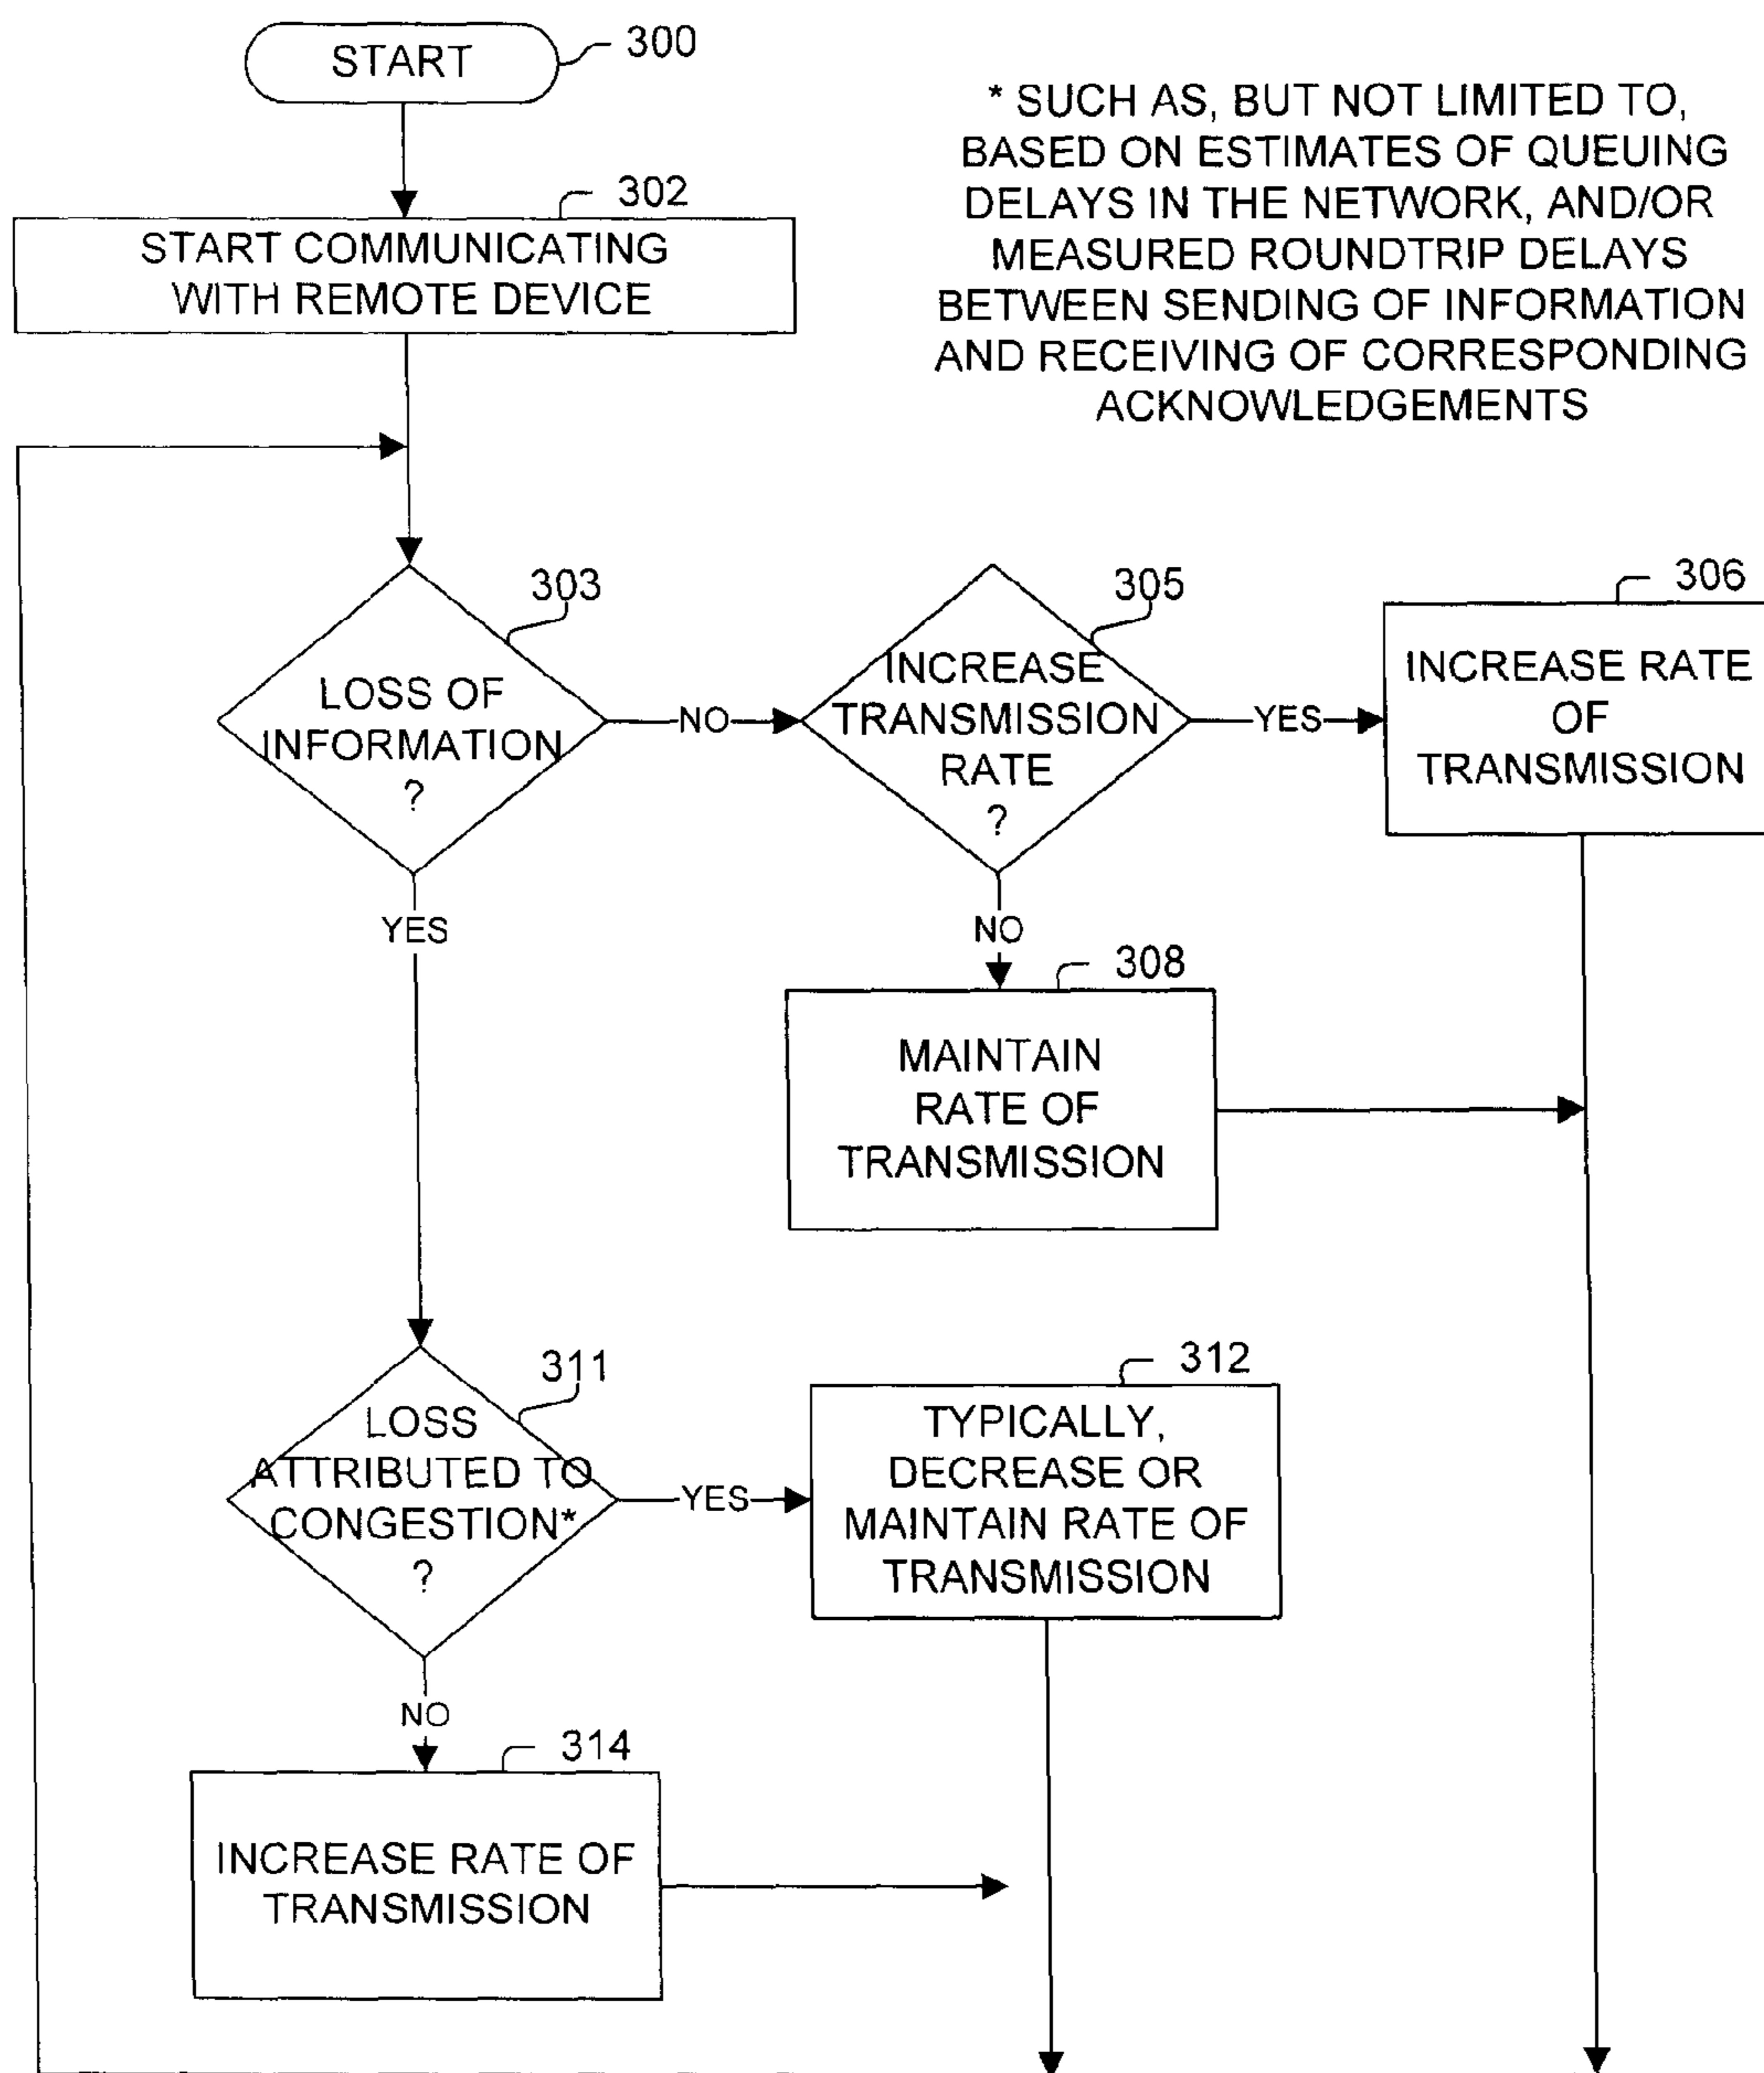 START
300
* SUCH AS, BUT NOT LIMITED TO,
BASED ON ESTIMATES OF QUEUING
DELAYS IN THE NETWORK, AND/OR
MEASURED ROUNDTRIP DELAYS
BETWEEN SENDING OF INFORMATION
AND RECEIVING OF CORRESPONDING
ACKNOWLEDGEMENTS
302
START COMMUNICATING
WITH REMOTE DEVICE
303
LOSS OF
INFORMATION
?
NO
305
INCREASE
TRANSMISSION
RATE
?
YES
306
INCREASE RATE
OF
TRANSMISSION
YES
NO
308
MAINTAIN
RATE OF
TRANSMISSION
311
LOSS
ATTRIBUTED TO
CONGESTION*
?
YES
312
TYPICALLY,
DECREASE OR
MAINTAIN RATE OF
TRANSMISSION
NO
314
INCREASE RATE OF
TRANSMISSION